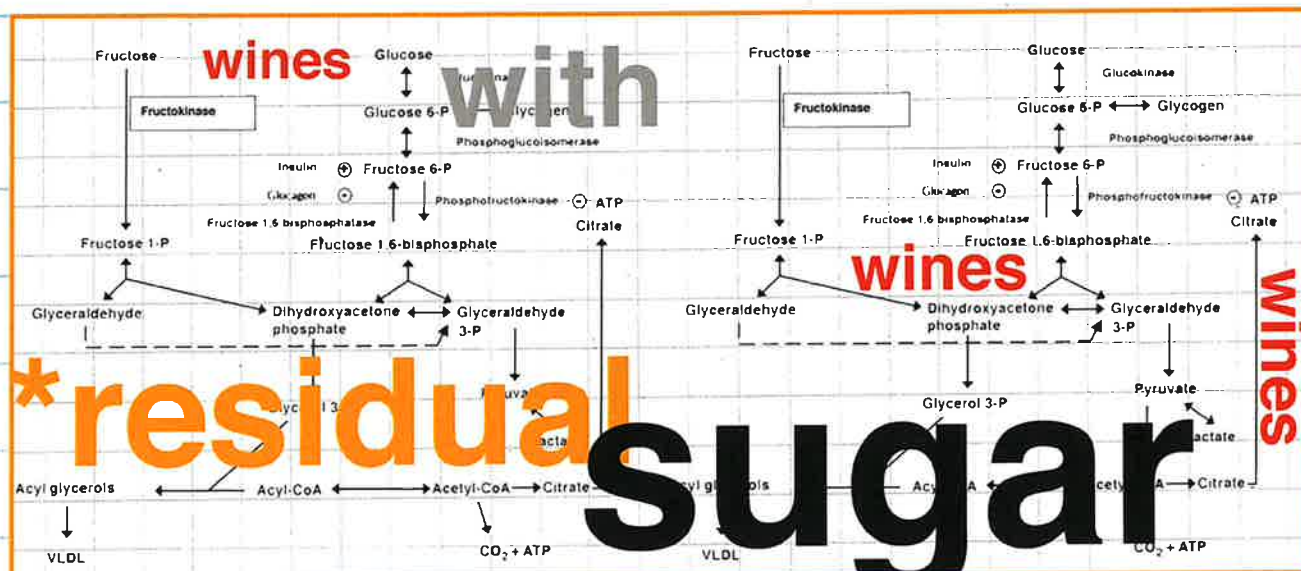 wines
with
*residual
sugar
wines
wines
Fructose
Glucose
Glucose 6-P
Glycogen
Fructokinase
Phosphoglucoisomerase
Insulin + Fructose 6-P
Glucagon -
Phosphofructokinase - ATP
Citrate
Fructose 1,6 bisphosphatase
Fructose 1-P
Fructose 1,6-bisphosphate
Glyceraldehyde
Dihydroxyacetone
phosphate
Glyceraldehyde
3-P
Acyl glycerols
Acyl-CoA
Acetyl-CoA
Citrate
VLDL
CO₂ + ATP
Fructose
Glucose
Glucokinase
Glucose 6-P
Glycogen
Fructokinase
Phosphoglucoisomerase
Insulin + Fructose 6-P
Glucagon -
Phosphofructokinase - ATP
Citrate
Fructose 1,6 bisphosphatase
Fructose 1-P
Fructose 1,6-bisphosphate
Glyceraldehyde
Dihydroxyacetone
phosphate
Glyceraldehyde
3-P
Glycerol 3-P
Pyruvate
Citrate
VLDL
CO₂ + ATP